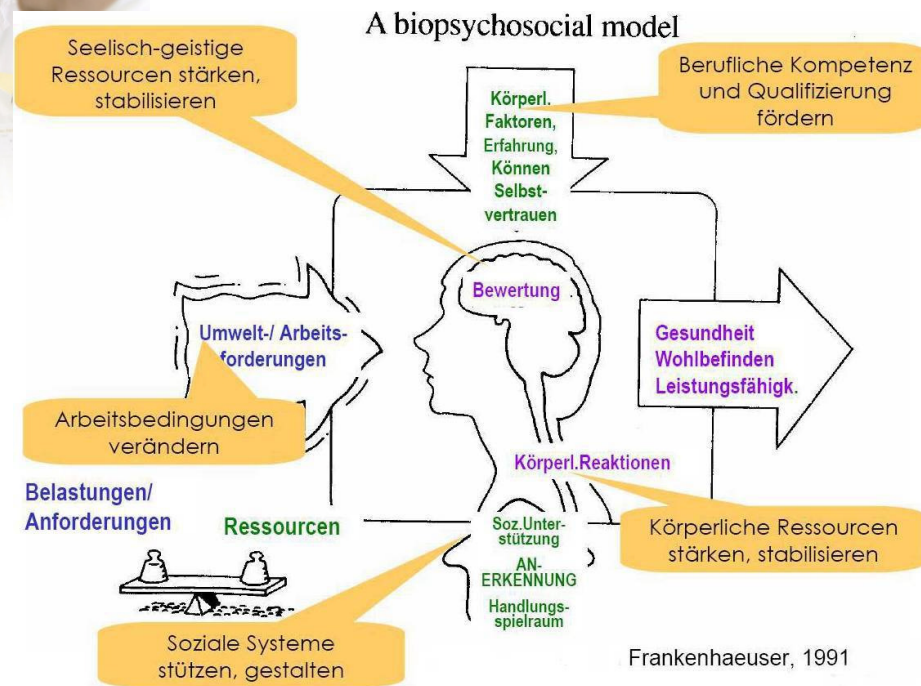 A biopsychosocial model
Seelisch-geistige
Ressourcen stärken,
stabilisieren
Berufliche Kompetenz
und Qualifizierung
fördern
Körperl.
Faktoren,
Erfahrung,
Können
Selbst-
vertrauen
Bewertung
Umwelt-/ Arbeits-
forderungen
Gesundheit
Wohlbefinden
Leistungsfähigk.
Arbeitsbedingungen
verändern
Körperl.Reaktionen
Belastungen/
Anforderungen
Ressourcen
Soz.Unter-
stützung
AN-
ERKENNUNG
Handlungs-
spielraum
Körperliche Ressourcen
stärken, stabilisieren
Soziale Systeme
stützen, gestalten
Frankenhaeuser, 1991